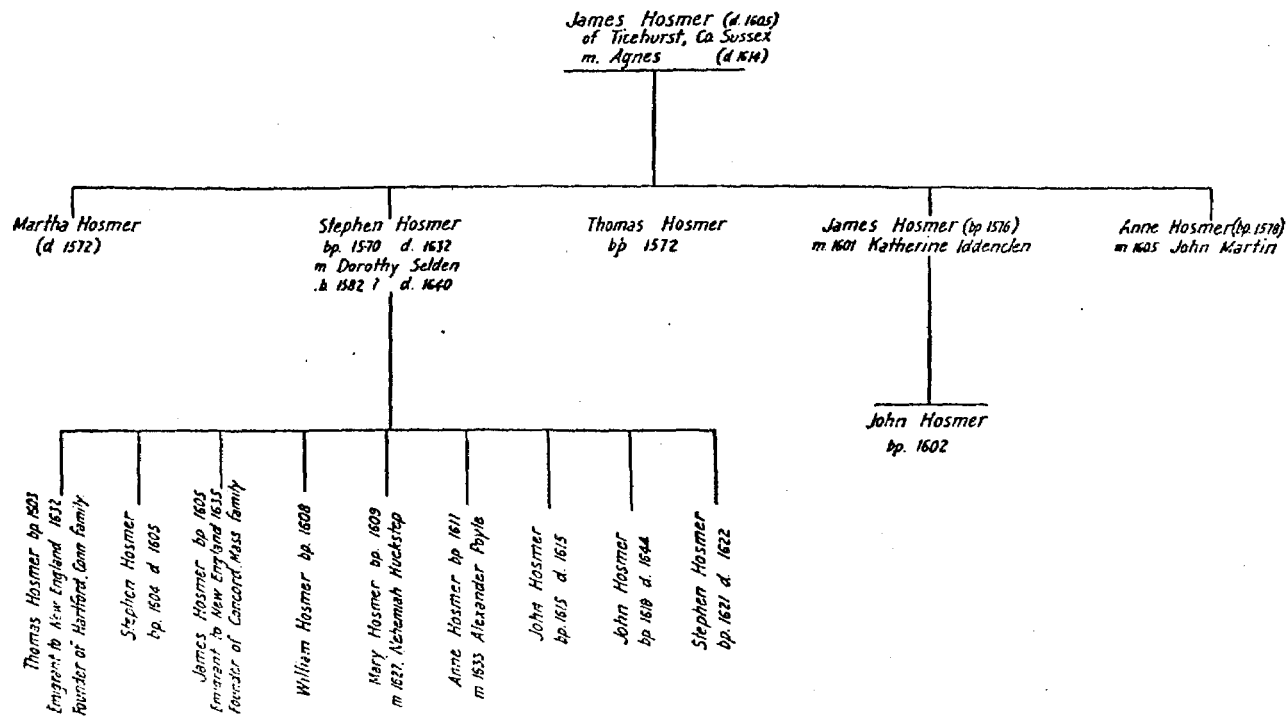 James Hosmer (d. 1605)
of Ticehurst, Co Sussex
m. Agnes (d 1614)
Martha Hosmer
(d 1572)
Stephen Hosmer
bp. 1570 d. 1632
m Dorothy Selden
.b. 1582 ? d. 1640
Thomas Hosmer
bp 1572
James Hosmer (bp 1576)
m 1601 Katherine Iddenden
Anne Hosmer (bp. 1578)
m 1605 John Martin
John Hosmer
bp. 1602
Thomas Hosmer bp 1603
Emigrant to New England 1632
Founder of Hartford, Conn family
Stephen Hosmer
bp. 1604 d 1605
James Hosmer bp 1605
Emigrant to New England 1635
Founder of Concord, Mass family
William Hosmer bp. 1608
Mary Hosmer bp. 1609
m 1627, Nehemiah Huckstep
Anne Hosmer bp 1611
m 1633 Alexander Poyle
John Hosmer
bp. 1615 d. 1615
John Hosmer
bp 1618 d. 1644
Stephen Hosmer
bp. 1621 d. 1622